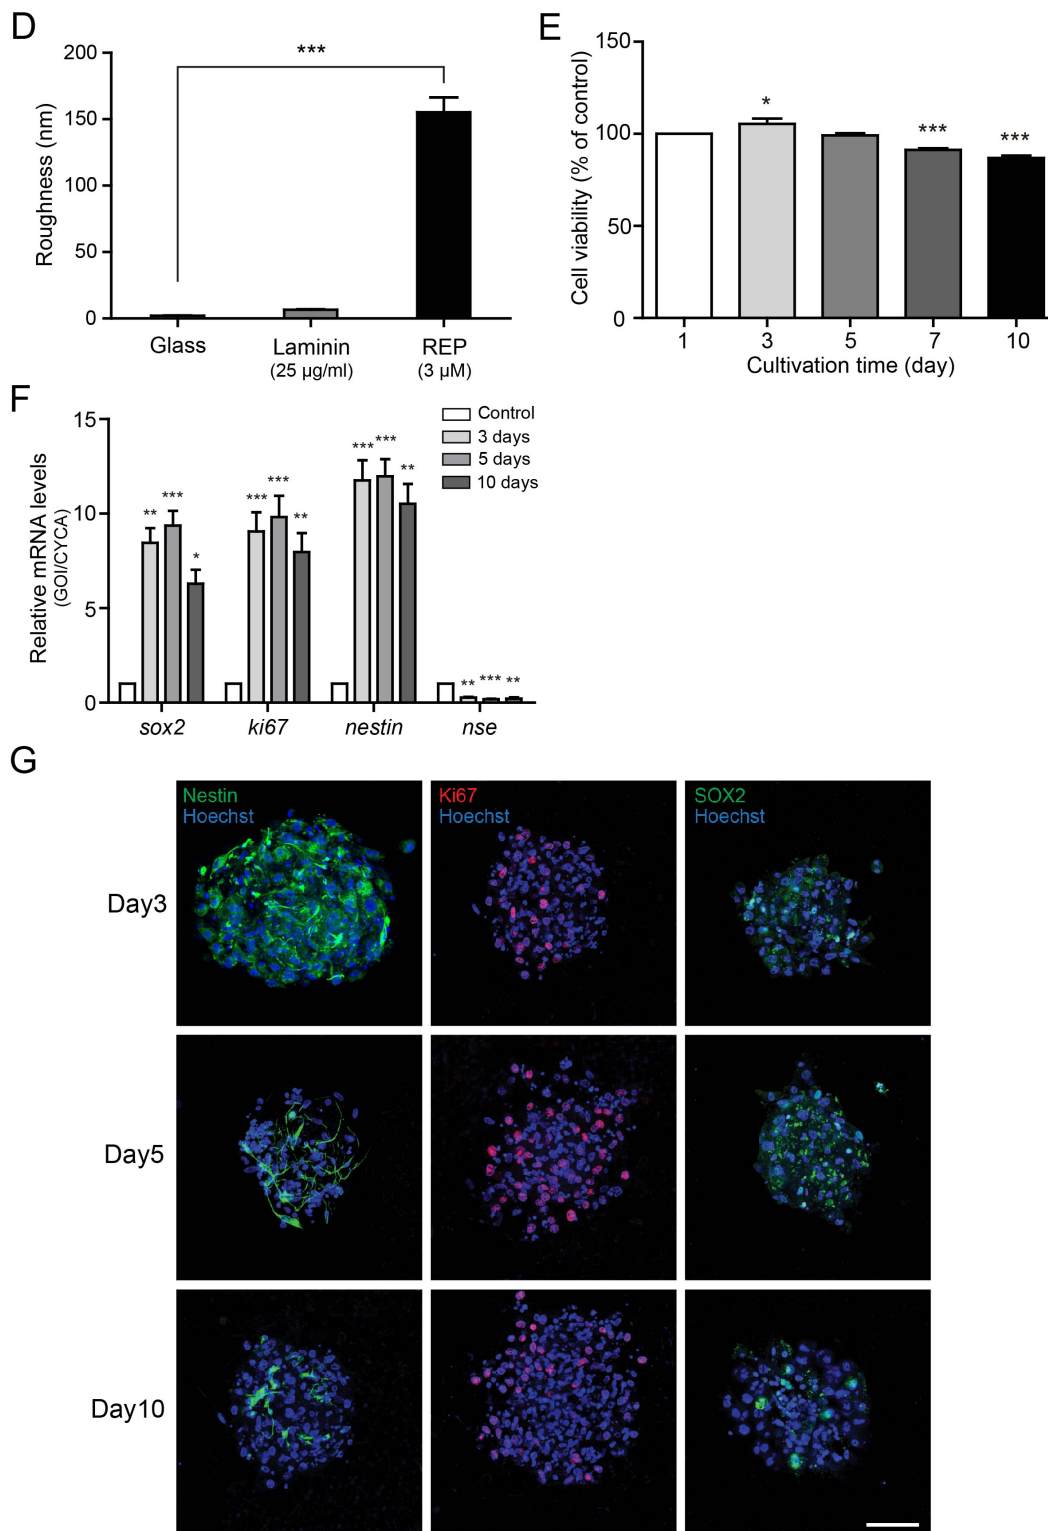 D
200
150
100
50
0
Roughness (nm)
***
Glass
Laminin
(25 µg/ml)
REP
(3 µM)
E
150
100
50
0
Cell viability (% of control)
*
***
***
1 3 5 7 10
Cultivation time (day)
F
15
10
5
0
Relative mRNA levels
(GOI/CYCA)
Control
3 days
5 days
10 days
** *** *
*** *** **
*** *** **
** *** **
sox2 ki67 nestin nse
G
Nestin
Hoechst
Ki67
Hoechst
SOX2
Hoechst
Day3
Day5
Day10